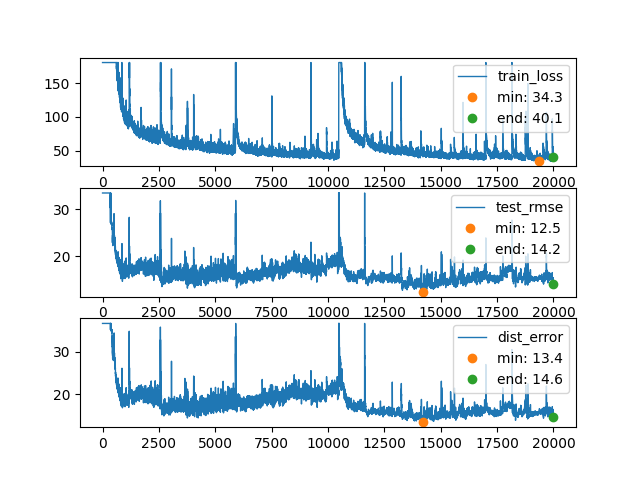 train_loss
min: 34.3
end: 40.1
150
100
50
0 2500 5000 7500 10000 12500 15000 17500 20000
test_rmse
min: 12.5
end: 14.2
30
20
0 2500 5000 7500 10000 12500 15000 17500 20000
dist_error
min: 13.4
end: 14.6
30
20
0 2500 5000 7500 10000 12500 15000 17500 20000